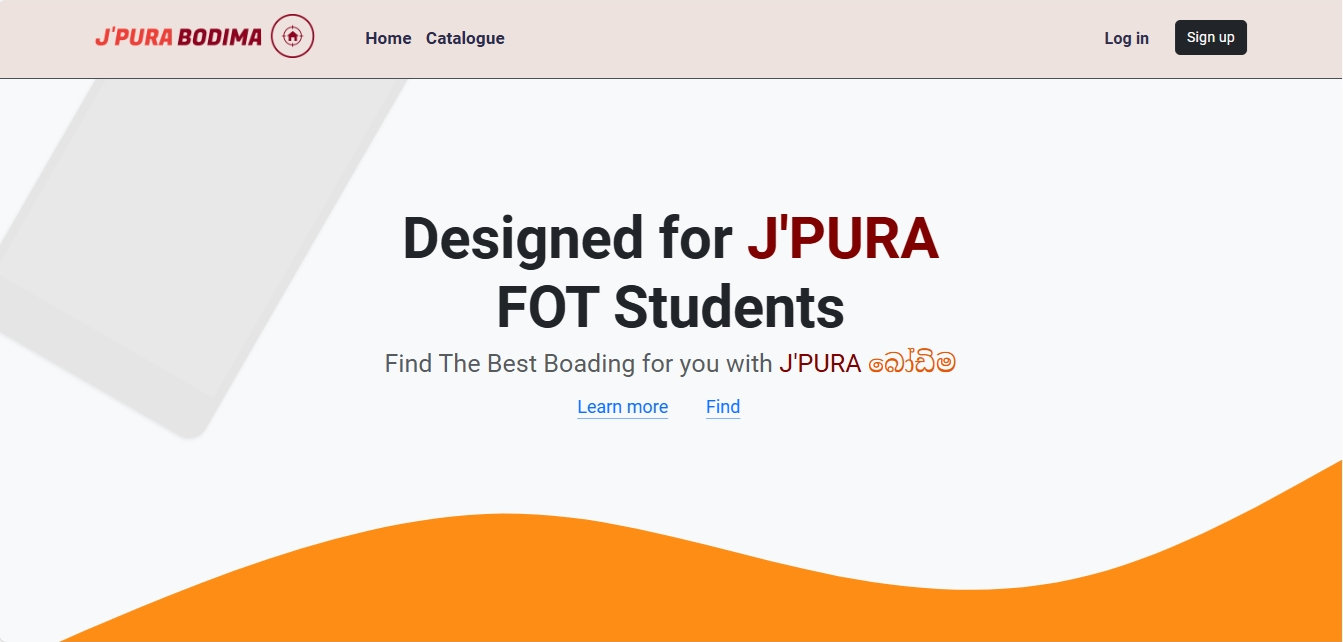 J'PURA BODIMA
Home Catalogue
Log in
Sign up
Designed for J'PURA
FOT Students
Find The Best Boading for you with J'PURA බෝඩිම
Learn more Find